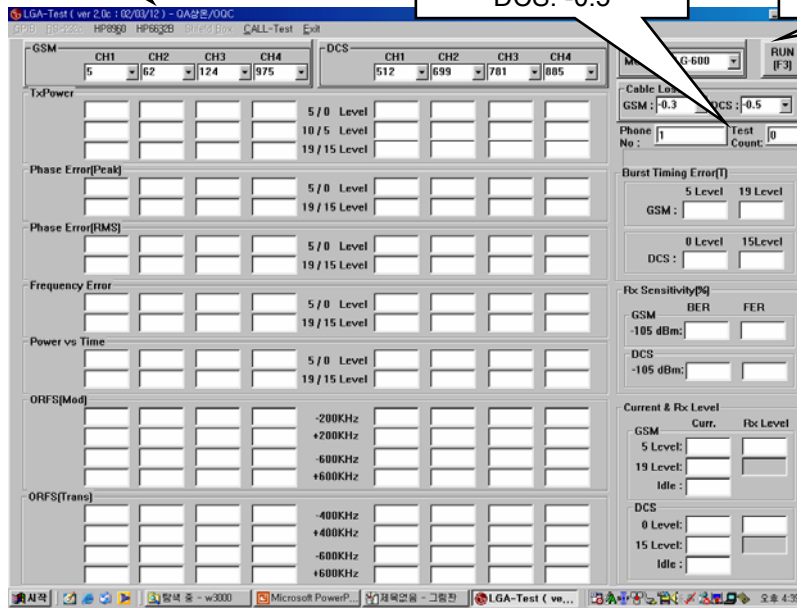 DCS: -0.5
LGA-Test ( ver 2.0c : 02/03/12 ) - QA상온/OQC
GPIB RS-232c HP8960 HP6632B Shield Box CALL-Test Exit
GSM
CH1 CH2 CH3 CH4
5 62 124 975
DCS
CH1 CH2 CH3 CH4
512 699 781 885
G-600
RUN
[F3]
Cable
GSM : -0.3 DCS : -0.5
Phone No : 1 Test Count: 0
TxPower
5 / 0 Level
10 / 5 Level
19 / 15 Level
Phase Error(Peak)
5 / 0 Level
19 / 15 Level
Phase Error(RMS)
5 / 0 Level
19 / 15 Level
Frequency Error
5 / 0 Level
19 / 15 Level
Power vs Time
5 / 0 Level
19 / 15 Level
ORFS(Mod)
-200KHz
+200KHz
-600KHz
+600KHz
ORFS(Trans)
-400KHz
+400KHz
-600KHz
+600KHz
Burst Timing Error(T)
5 Level 19 Level
GSM :
0 Level 15Level
DCS :
Rx Sensitivity(%)
BER FER
GSM
-105 dBm:
DCS
-105 dBm:
Current & Rx Level
Curr. Rx Level
GSM
5 Level:
19 Level:
Idle :
DCS
0 Level:
15 Level:
Idle :
시작 탐색 중 - w3000 Microsoft PowerP... 제목없음 - 그림판 LGA-Test ( ve... 오후 4:39